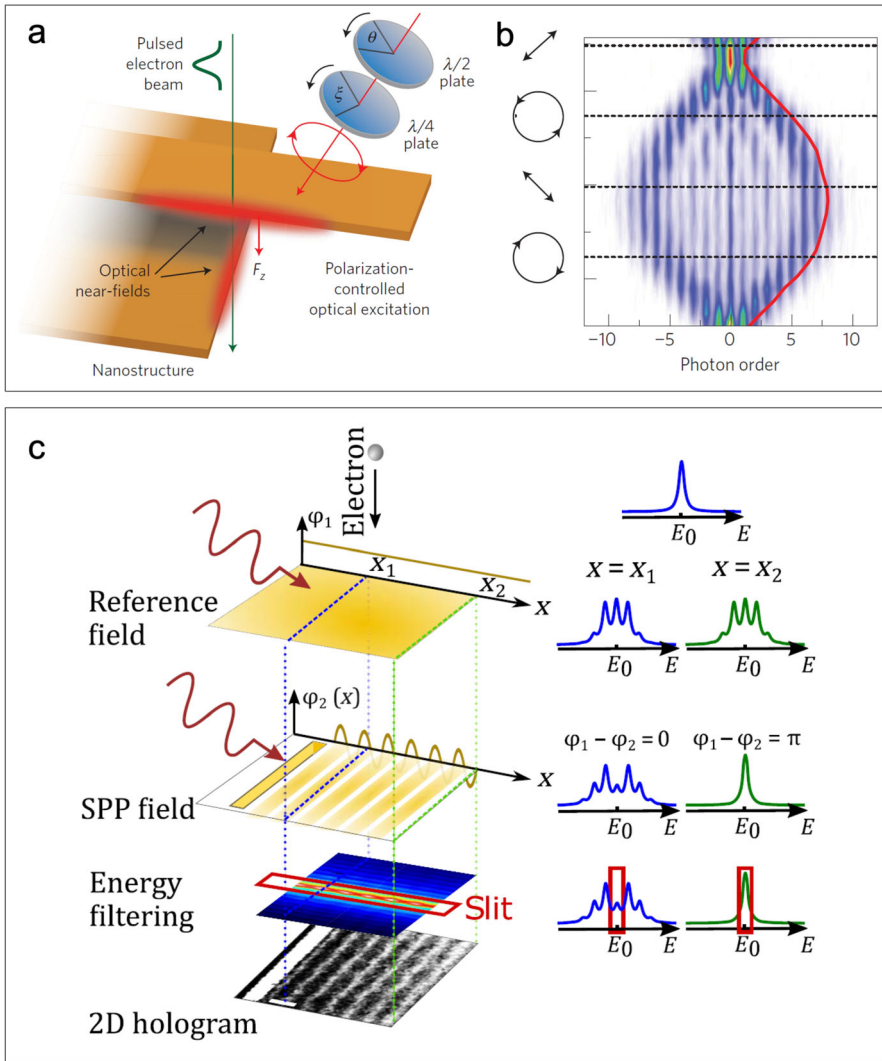 a
Pulsed
electron
beam
θ
λ/2
plate
ξ
λ/4
plate
Optical
near-fields
F_z
Polarization-
controlled
optical excitation
Nanostructure
b
−10 −5 0 5 10
Photon order
c
Electron
φ₁
x₁
x₂
x
Reference
field
φ₂ (x)
x
SPP field
Energy
filtering
Slit
2D hologram
E₀ E
x = x₁ x = x₂
E₀ E E₀ E
φ₁ − φ₂ = 0 φ₁ − φ₂ = π
E₀ E E₀ E
E₀ E E₀ E